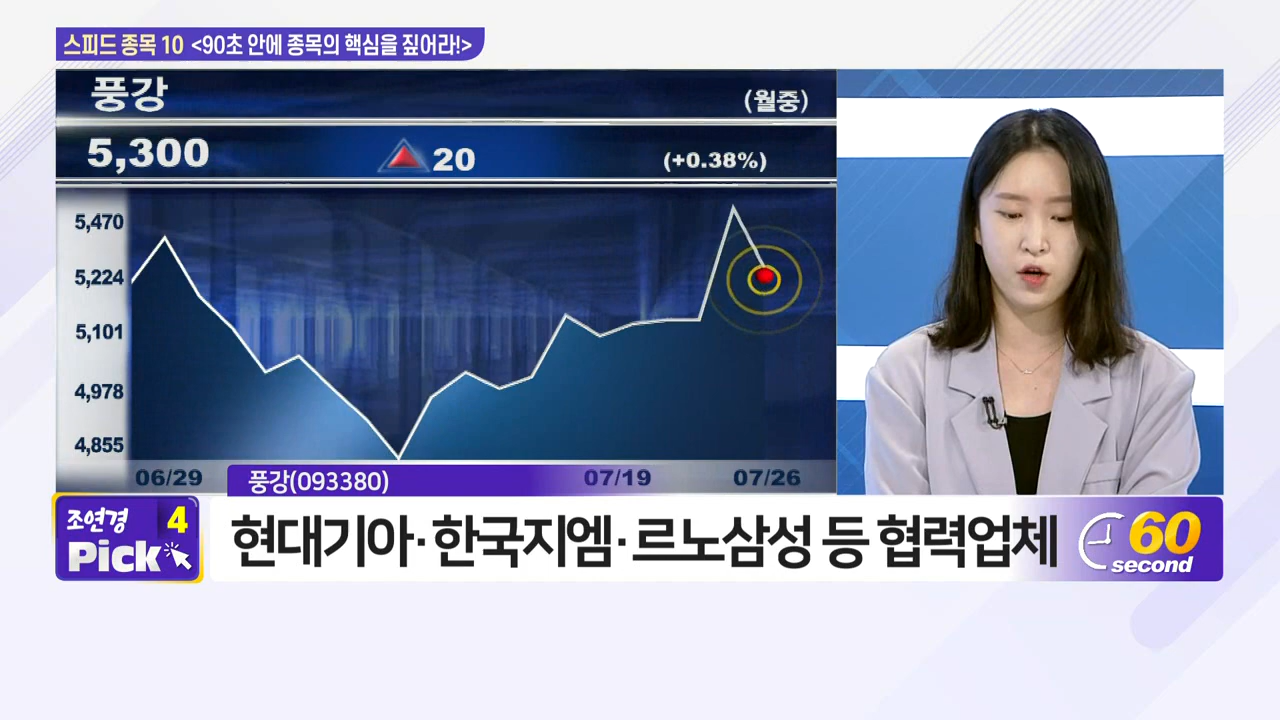 스피드 종목 10 <90초 안에 종목의 핵심을 짚어라!>
풍강
(월중)
5,300
20
(+0.38%)
5,470
5,224
5,101
4,978
4,855
06/29
07/19
07/26
풍강(093380)
조연경
4
Pick
현대기아·한국지엠·르노삼성 등 협력업체
60
second